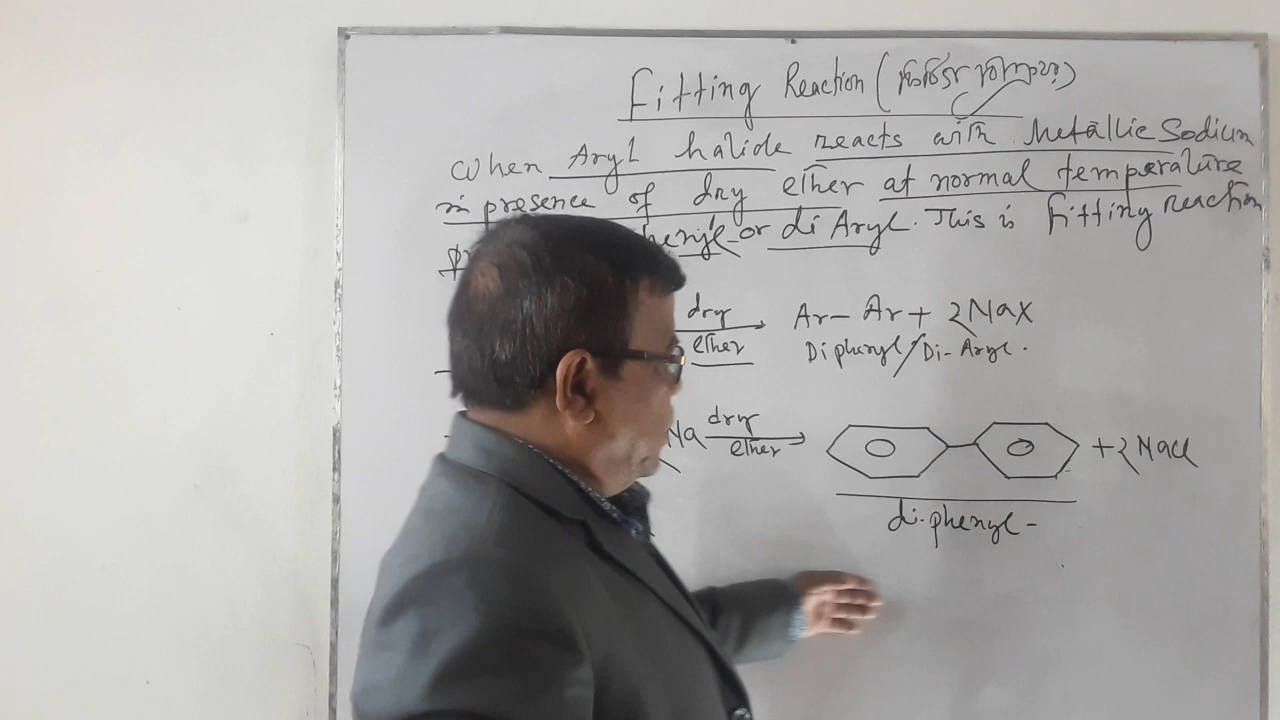 Fitting Reaction (
When Aryl halide reacts with Metallic Sodium
in presence of dry ether at normal temperature
or di Aryl. This is Fitting reaction
dry
ether
Ar- Ar + 2NaX
Diphenyl/Di-Aryl.
Na dry
ether
+ 2NaCl
di-phenyl-